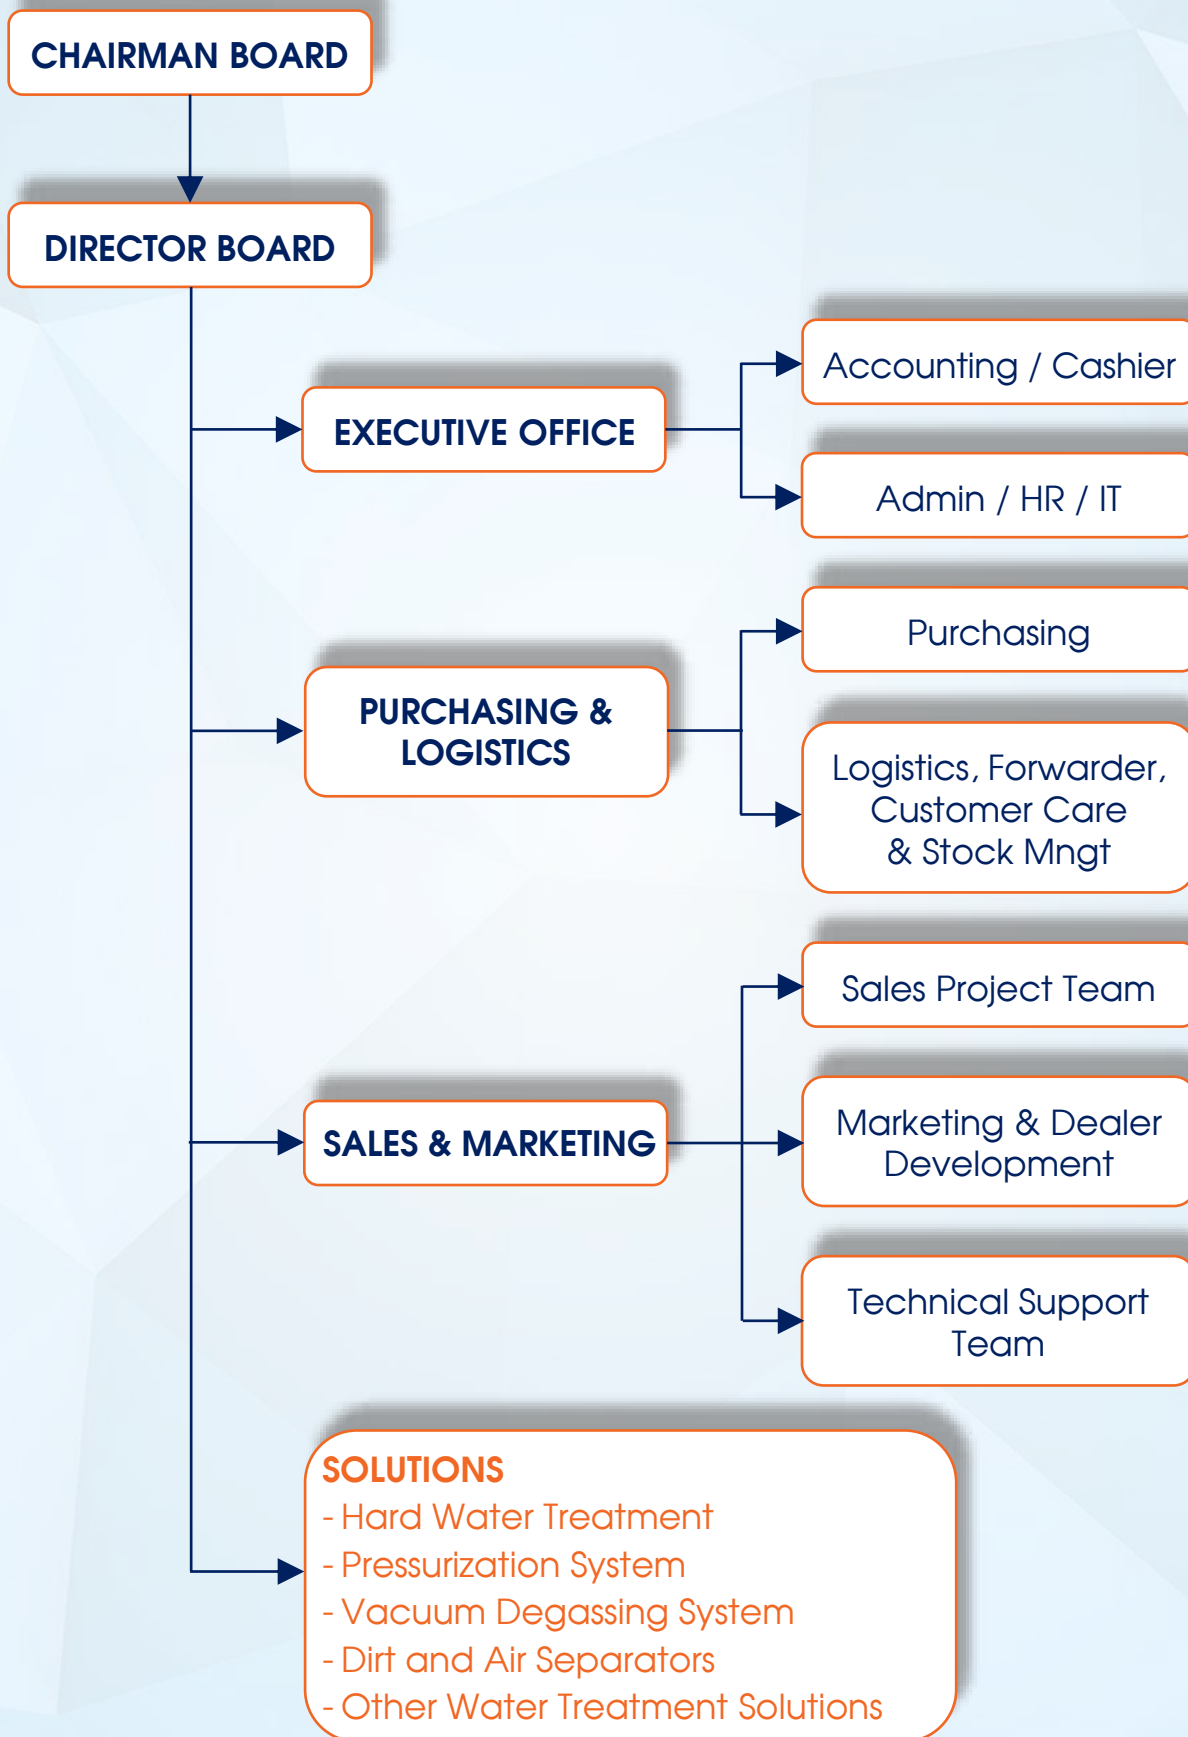 CHAIRMAN BOARD
DIRECTOR BOARD
EXECUTIVE OFFICE
Accounting / Cashier
Admin / HR / IT
PURCHASING &
LOGISTICS
Purchasing
Logistics, Forwarder,
Customer Care
& Stock Mngt
SALES & MARKETING
Sales Project Team
Marketing & Dealer
Development
Technical Support
Team
SOLUTIONS
- Hard Water Treatment
- Pressurization System
- Vacuum Degassing System
- Dirt and Air Separators
- Other Water Treatment Solutions